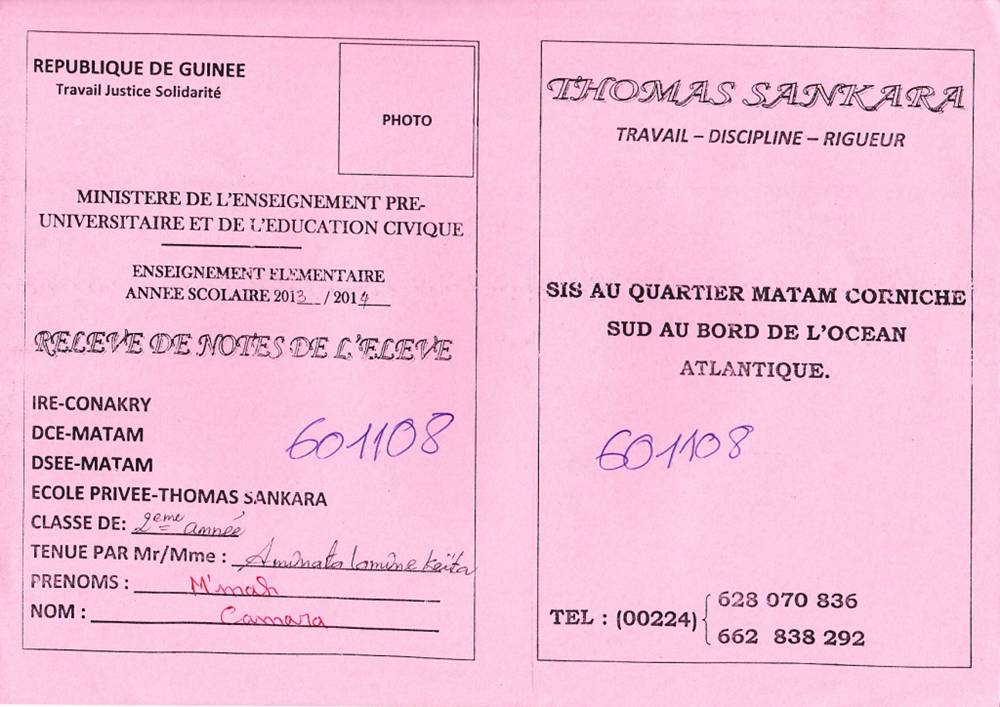 REPUBLIQUE DE GUINEE
Travail Justice Solidarité
PHOTO
MINISTERE DE L'ENSEIGNEMENT PRE-
UNIVERSITAIRE ET DE L'EDUCATION CIVIQUE
ENSEIGNEMENT ELEMENTAIRE
ANNEE SCOLAIRE 2013 / 2014
RELEVE DE NOTES DE L'ELEVE
IRE-CONAKRY
DCE-MATAM
601108
DSEE-MATAM
ECOLE PRIVEE-THOMAS SANKARA
CLASSE DE: 2eme année
TENUE PAR Mr/Mme : Aminata lamine Keita
PRENOMS : M'mah
NOM : Camara
THOMAS SANKARA
TRAVAIL – DISCIPLINE – RIGUEUR
SIS AU QUARTIER MATAM CORNICHE
SUD AU BORD DE L'OCEAN
ATLANTIQUE.
601108
TEL : (00224) 628 070 836
662 838 292